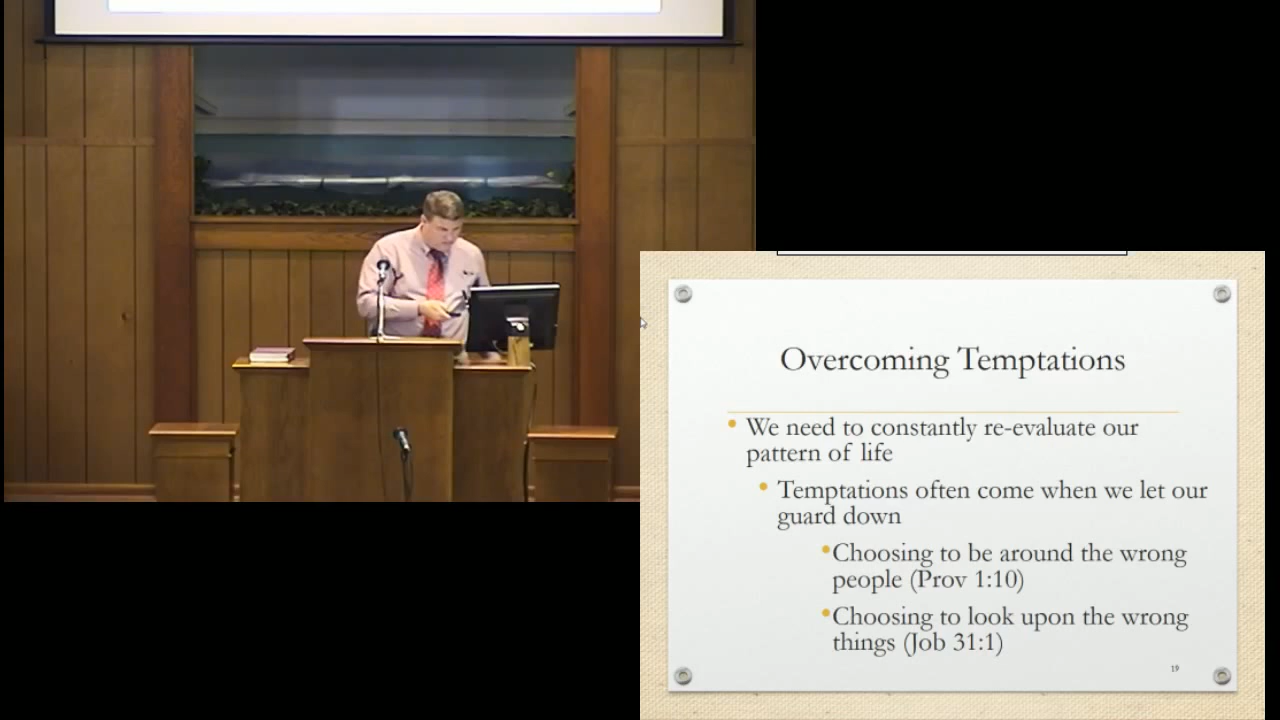 Overcoming Temptations
• We need to constantly re-evaluate our
pattern of life
• Temptations often come when we let our
guard down
•Choosing to be around the wrong
people (Prov 1:10)
•Choosing to look upon the wrong
things (Job 31:1)
19